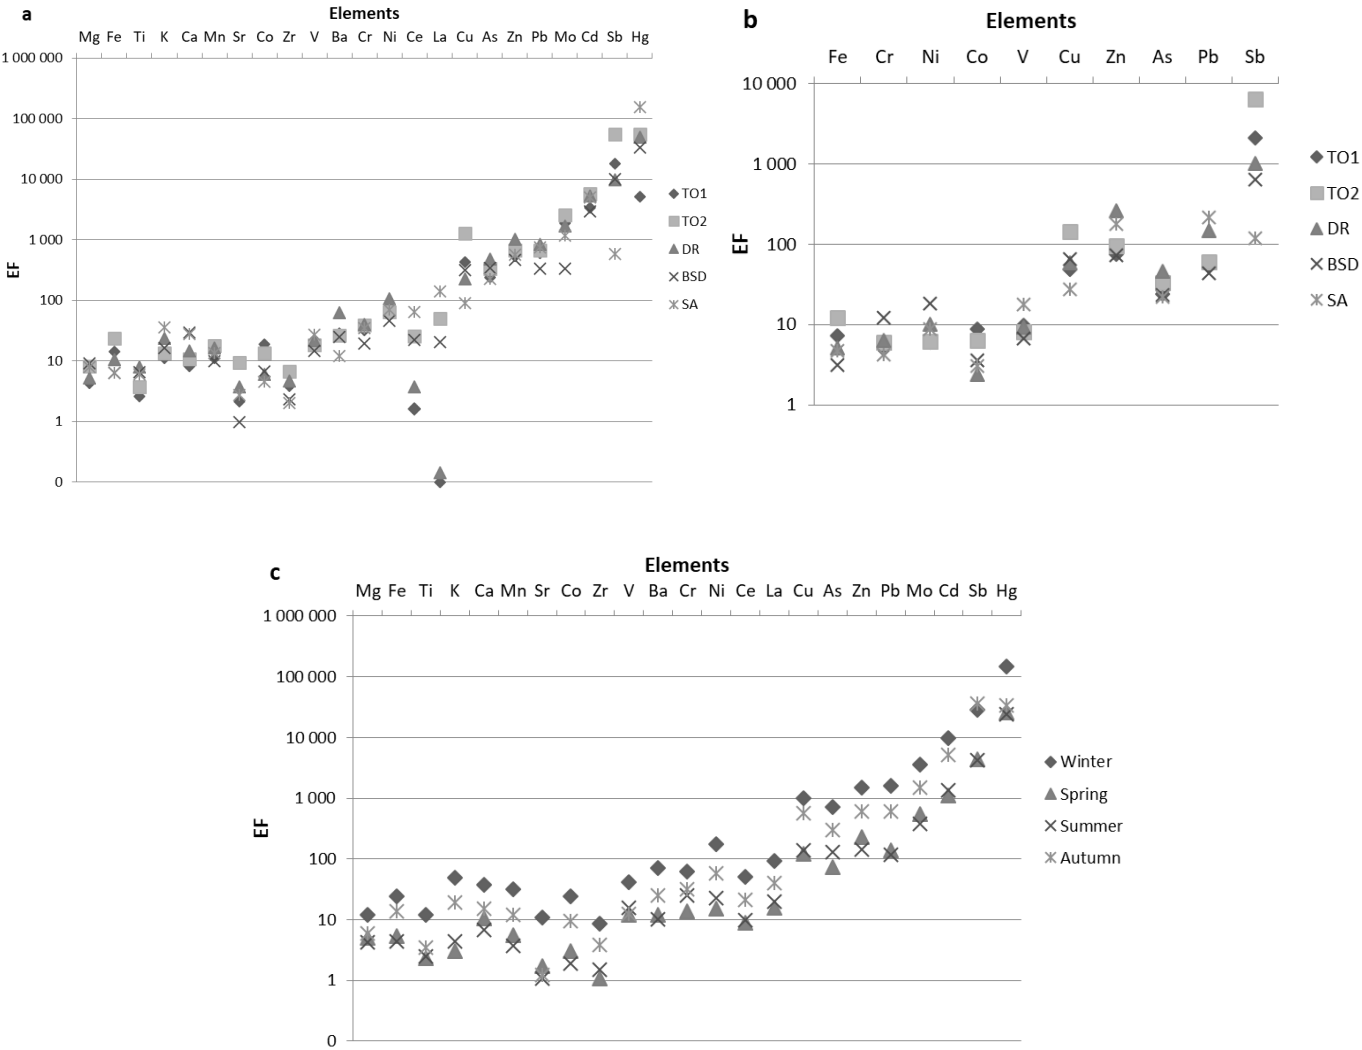 a
Elements
Mg Fe Ti K Ca Mn Sr Co Zr V Ba Cr Ni Ce La Cu As Zn Pb Mo Cd Sb Hg
1 000 000
100 000
10 000
1 000
100
10
1
0
EF
TO1
TO2
DR
BSD
SA
b
Elements
Fe Cr Ni Co V Cu Zn As Pb Sb
10 000
1 000
100
10
1
EF
TO1
TO2
DR
BSD
SA
c
Elements
Mg Fe Ti K Ca Mn Sr Co Zr V Ba Cr Ni Ce La Cu As Zn Pb Mo Cd Sb Hg
1 000 000
100 000
10 000
1 000
100
10
1
0
EF
Winter
Spring
Summer
Autumn